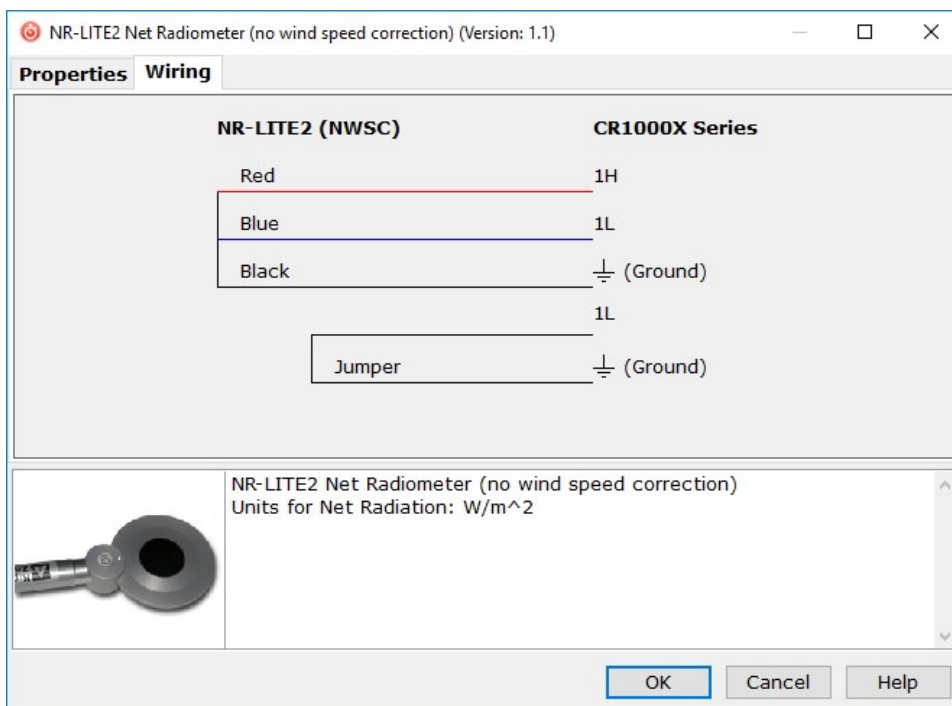 NR-LITE2 Net Radiometer (no wind speed correction) (Version: 1.1)
Properties Wiring
NR-LITE2 (NWSC) CR1000X Series
Red 1H
Blue 1L
Black (Ground)
1L
Jumper (Ground)
NR-LITE2 Net Radiometer (no wind speed correction)
Units for Net Radiation: W/m^2
OK Cancel Help